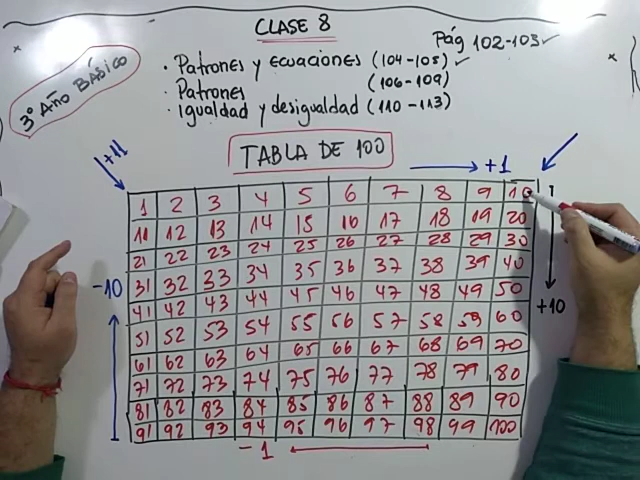 CLASE 8
Pág 102-103 ✓
3° AÑO BÁSICO
· Patrones y ecuaciones (104-105) ✓
· Patrones (106-109)
· Igualdad y desigualdad (110-113)
TABLA DE 100
+11
+1
1 2 3 4 5 6 7 8 9 10
11 12 13 14 15 16 17 18 19 20
21 22 23 24 25 26 27 28 29 30
31 32 33 34 35 36 37 38 39 40
41 42 43 44 45 46 47 48 49 50
51 52 53 54 55 56 57 58 59 60
61 62 63 64 65 66 67 68 69 70
71 72 73 74 75 76 77 78 79 80
81 82 83 84 85 86 87 88 89 90
91 92 93 94 95 96 97 98 99 100
-10
+10
-1